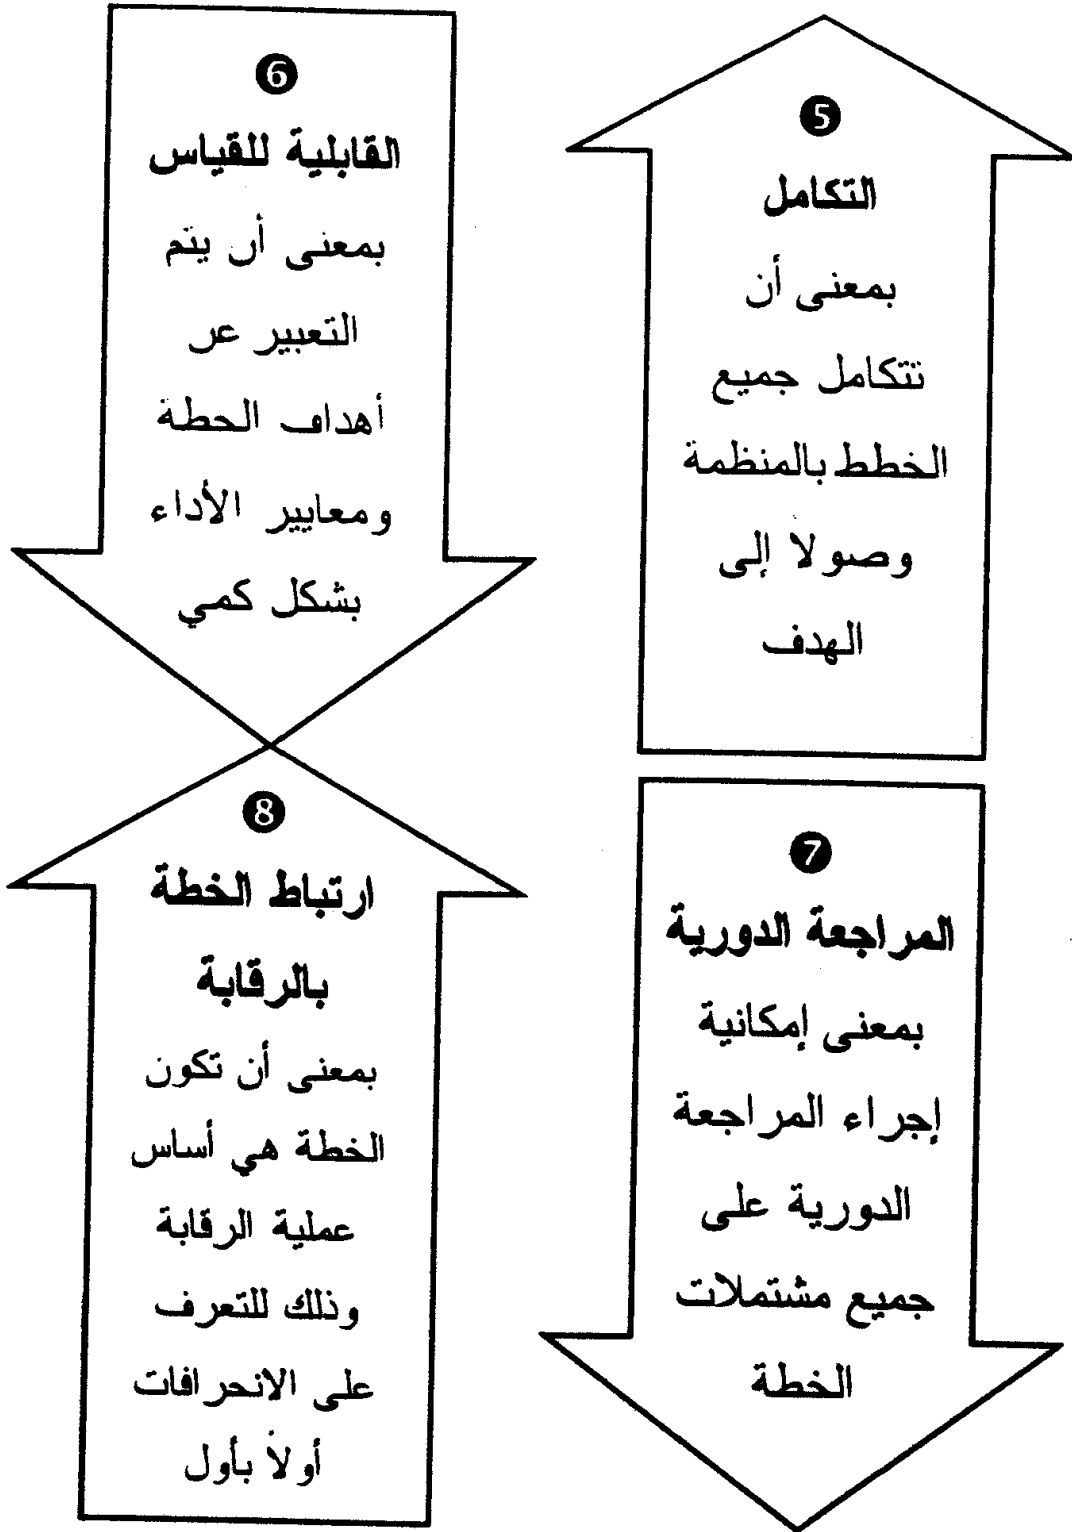 ❺
التكامل
بمعنى أن
تتكامل جميع
الخطط بالمنظمة
وصولا إلى
الهدف
❻
القابلية للقياس
بمعنى أن يتم
التعبير عن
أهداف الخطة
ومعايير الأداء
بشكل كمي
❼
المراجعة الدورية
بمعنى إمكانية
إجراء المراجعة
الدورية على
جميع مشتملات
الخطة
❽
ارتباط الخطة
بالرقابة
بمعنى أن تكون
الخطة هي أساس
عملية الرقابة
وذلك للتعرف
على الانحرافات
أولاً بأول